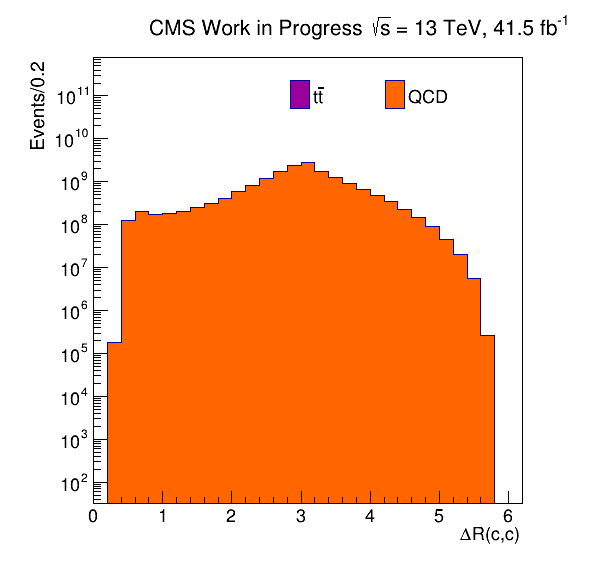 CMS Work in Progress √s = 13 TeV, 41.5 fb⁻¹
Events/0.2
tt̄
QCD
10¹¹
10¹⁰
10⁹
10⁸
10⁷
10⁶
10⁵
10⁴
10³
10²
0 1 2 3 4 5 6
ΔR(c,c)